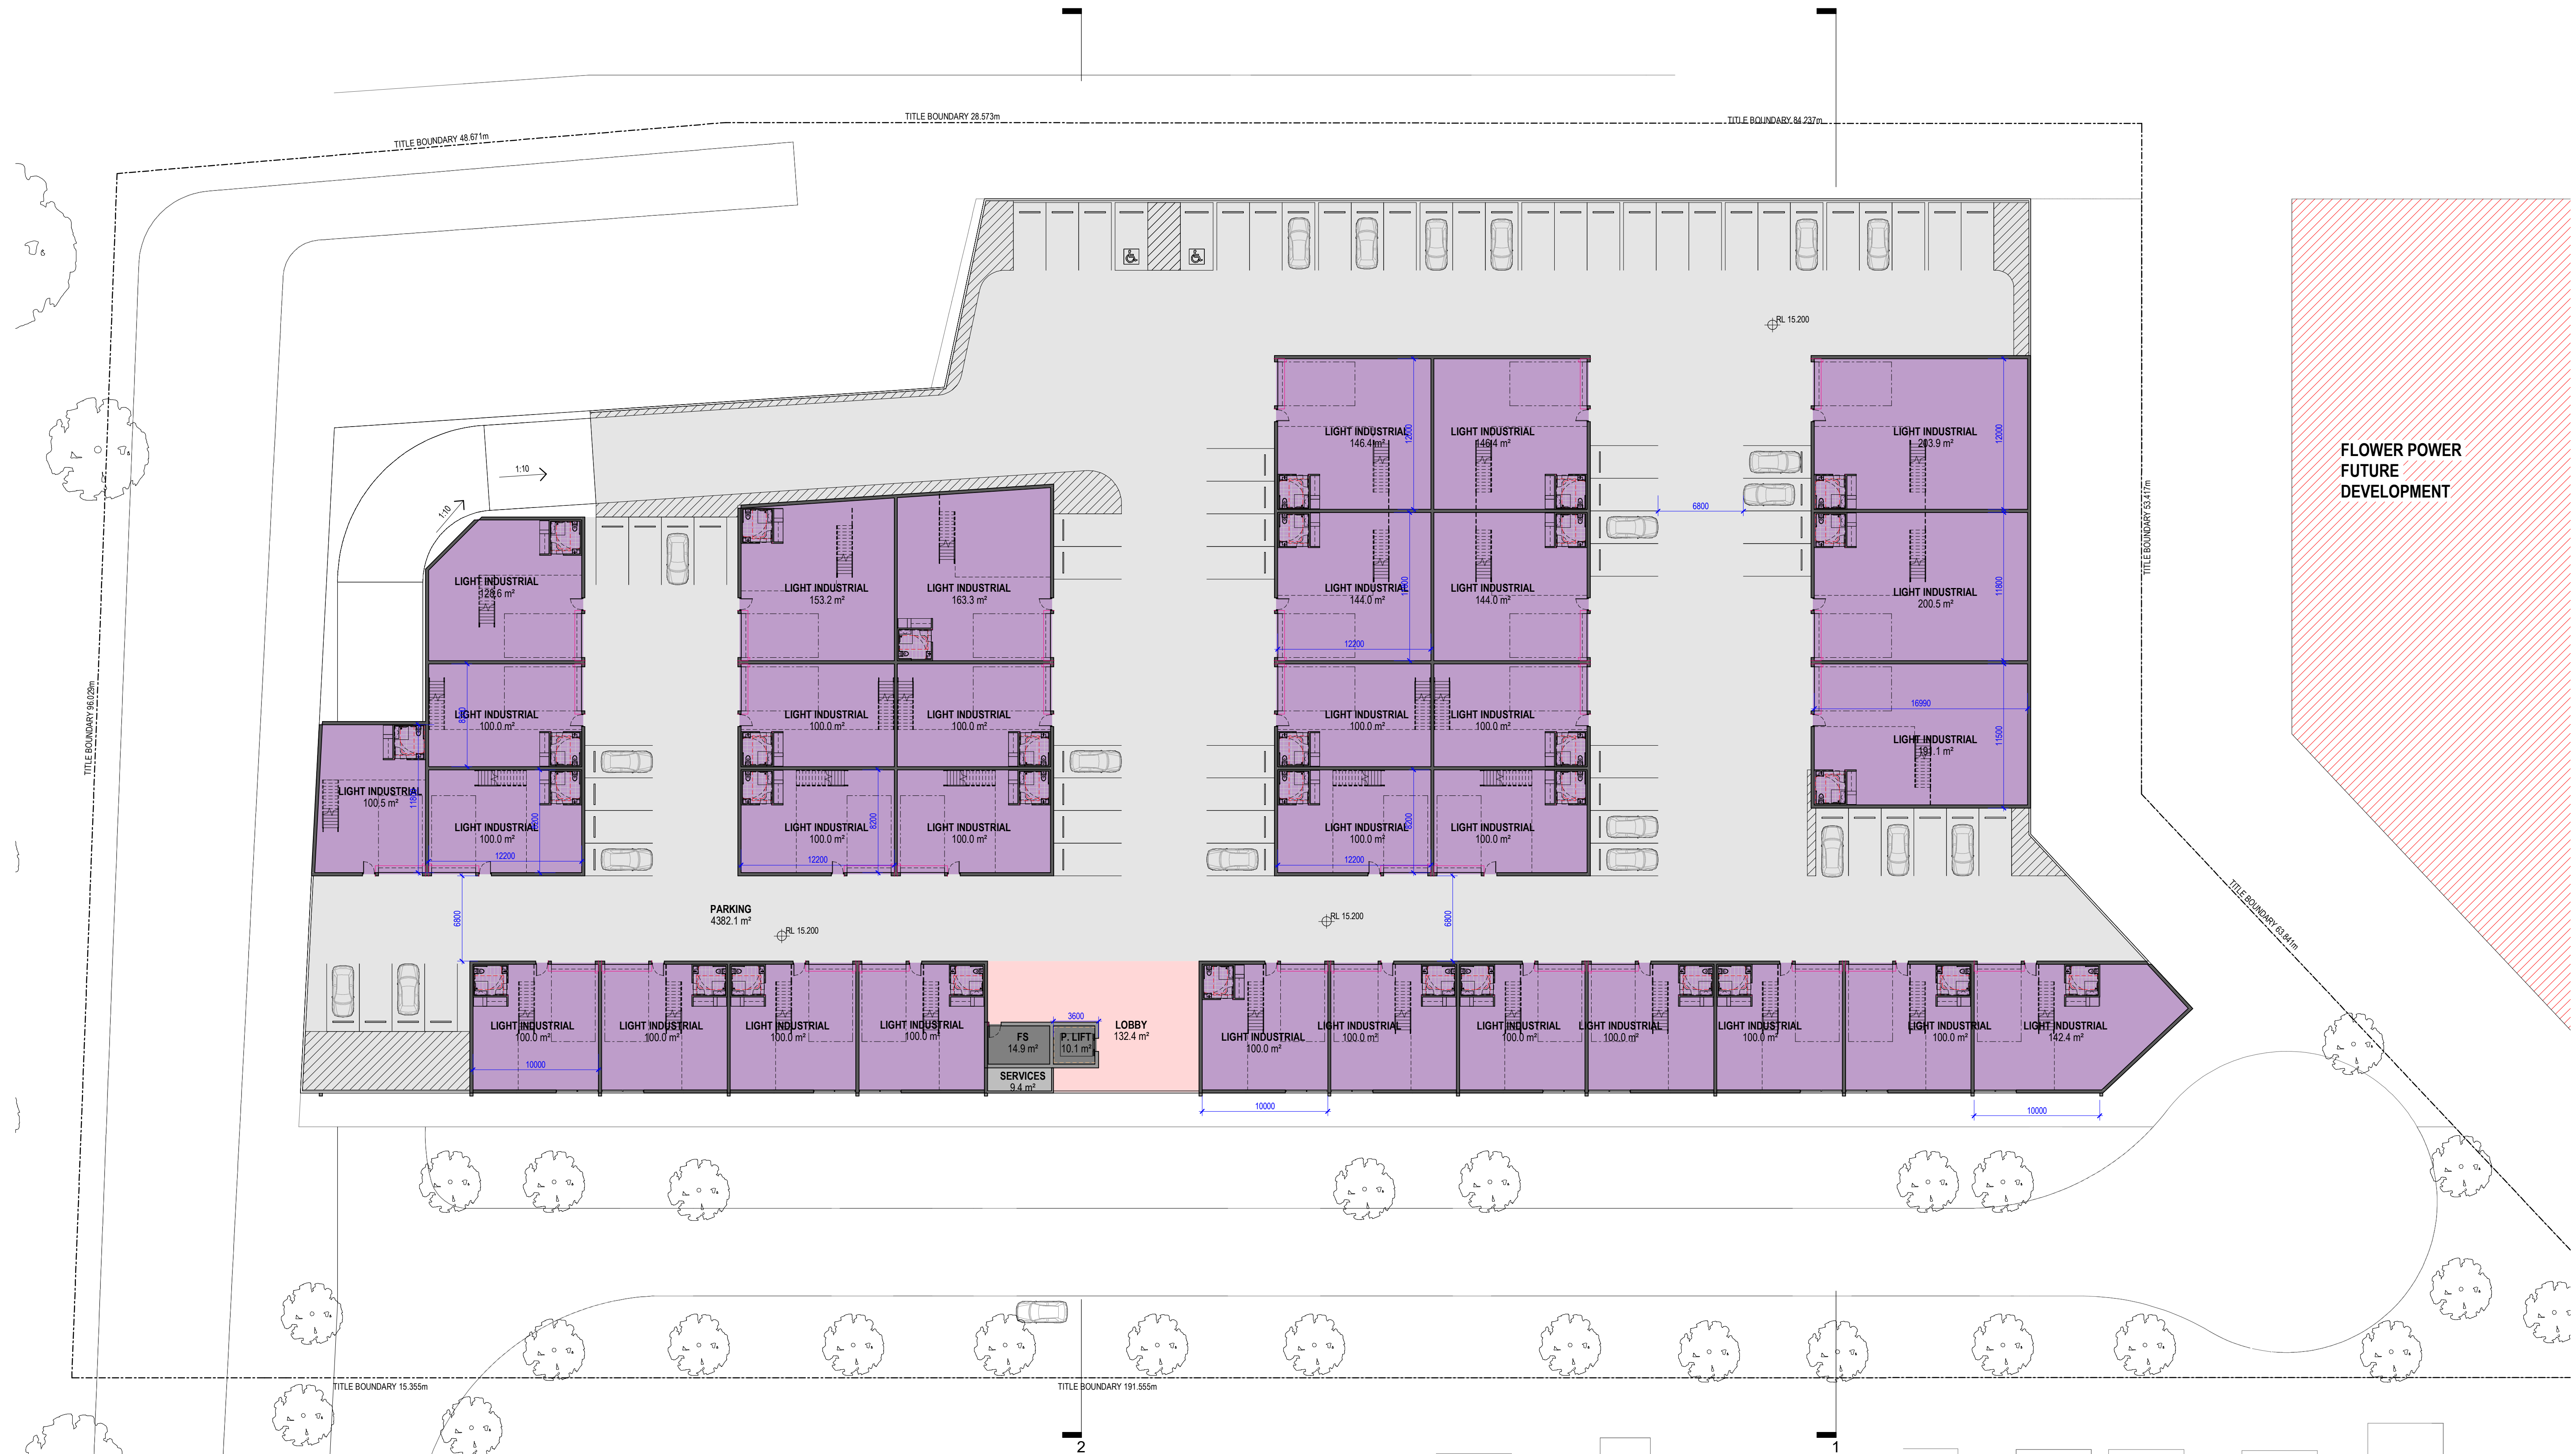 TITLE BOUNDARY 28.573m
TITLE BOUNDARY 84.237m
TITLE BOUNDARY 48.671m
RL 15.200
LIGHT INDUSTRIAL
146.4 m²
12000
LIGHT INDUSTRIAL
146.4 m²
LIGHT INDUSTRIAL
203.9 m²
12000
FLOWER POWER
FUTURE
DEVELOPMENT
1:10
1:10
6800
TITLE BOUNDARY 53.417m
LIGHT INDUSTRIAL
128.6 m²
LIGHT INDUSTRIAL
153.2 m²
LIGHT INDUSTRIAL
163.3 m²
LIGHT INDUSTRIAL
144.0 m²
LIGHT INDUSTRIAL
144.0 m²
LIGHT INDUSTRIAL
200.5 m²
11800
12200
16990
LIGHT INDUSTRIAL
100.0 m²
LIGHT INDUSTRIAL
100.0 m²
LIGHT INDUSTRIAL
100.0 m²
LIGHT INDUSTRIAL
100.0 m²
LIGHT INDUSTRIAL
100.0 m²
LIGHT INDUSTRIAL
191.1 m²
11500
TITLE BOUNDARY 96.029m
LIGHT INDUSTRIAL
100.5 m²
LIGHT INDUSTRIAL
100.0 m²
12200
LIGHT INDUSTRIAL
100.0 m²
8200
12200
LIGHT INDUSTRIAL
100.0 m²
LIGHT INDUSTRIAL
100.0 m²
8200
12200
LIGHT INDUSTRIAL
100.0 m²
6800
PARKING
4382.1 m²
RL 15.200
RL 15.200
6800
TITLE BOUNDARY 63.841m
LIGHT INDUSTRIAL
100.0 m²
10000
LIGHT INDUSTRIAL
100.0 m²
LIGHT INDUSTRIAL
100.0 m²
LIGHT INDUSTRIAL
100.0 m²
3600
FS
14.9 m²
P. LIFT
10.1 m²
LOBBY
132.4 m²
SERVICES
9.4 m²
LIGHT INDUSTRIAL
100.0 m²
LIGHT INDUSTRIAL
100.0 m²
LIGHT INDUSTRIAL
100.0 m²
LIGHT INDUSTRIAL
100.0 m²
LIGHT INDUSTRIAL
100.0 m²
LIGHT INDUSTRIAL
100.0 m²
LIGHT INDUSTRIAL
142.4 m²
10000
10000
TITLE BOUNDARY 15.355m
TITLE BOUNDARY 191.555m
2
1